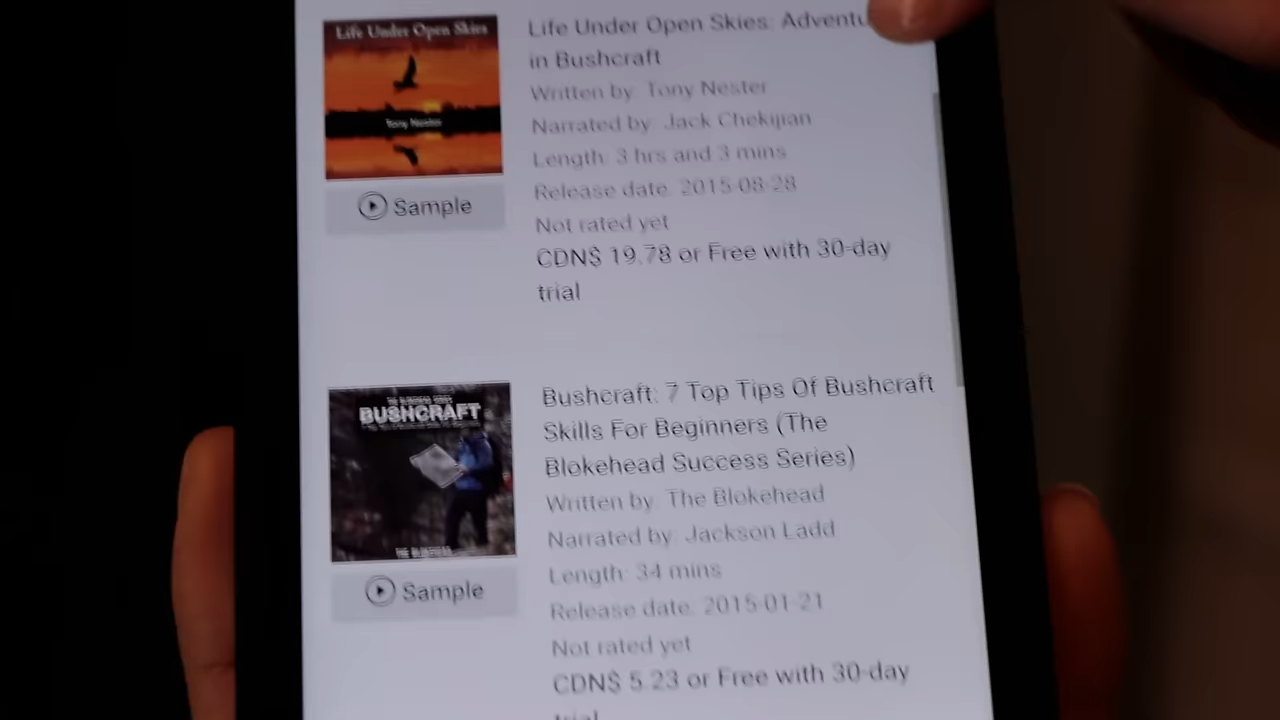 Life Under Open Skies
Tony Nester
Sample
Life Under Open Skies: Adventu
in Bushcraft
Written by: Tony Nester
Narrated by: Jack Chekijian
Length: 3 hrs and 3 mins
Release date: 2015-08-28
Not rated yet
CDN$ 19.78 or Free with 30-day
trial
BUSHCRAFT
Sample
Bushcraft: 7 Top Tips Of Bushcraft
Skills For Beginners (The
Blokehead Success Series)
Written by: The Blokehead
Narrated by: Jackson Ladd
Length: 34 mins
Release date: 2015-01-21
Not rated yet
CDN$ 5.23 or Free with 30-day
trial